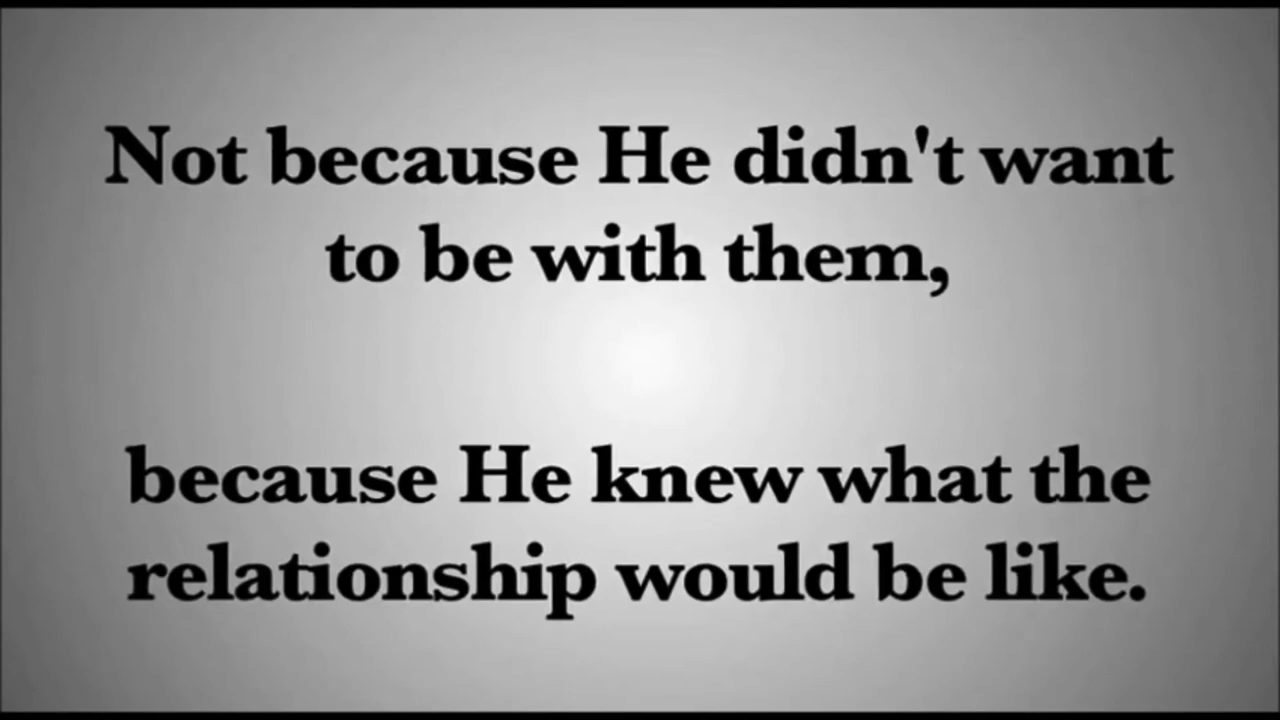 Not because He didn't want
to be with them,
because He knew what the
relationship would be like.